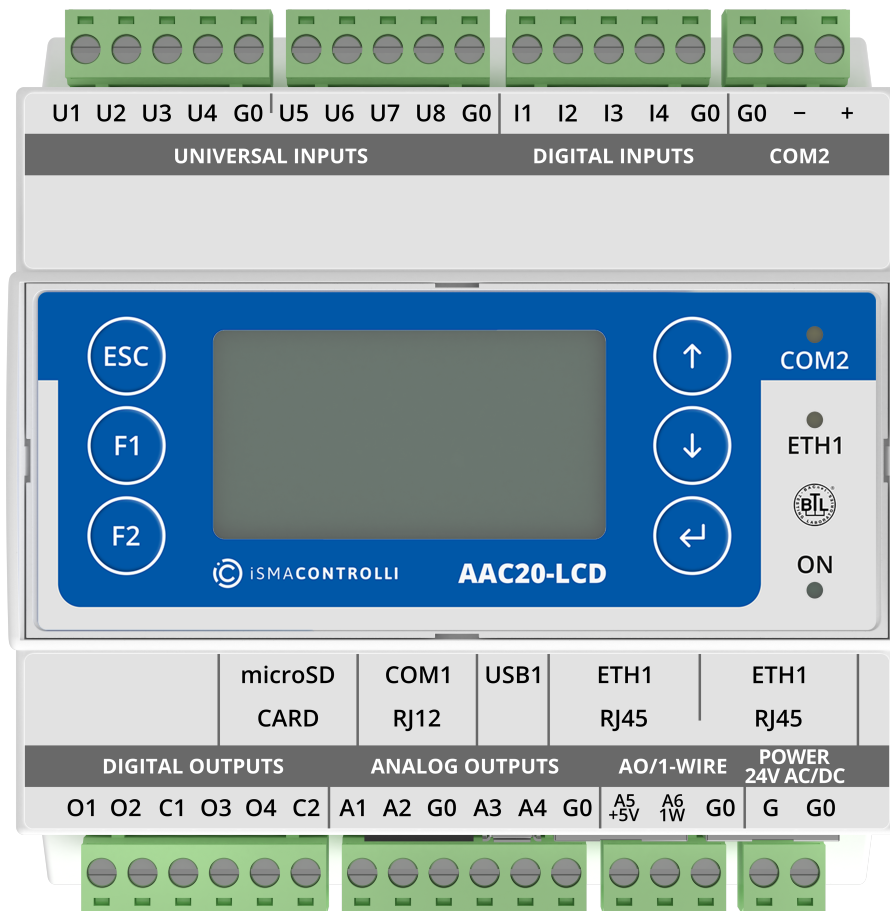 U1 U2 U3 U4 G0 U5 U6 U7 U8 G0 I1 I2 I3 I4 G0 G0 − +
UNIVERSAL INPUTS DIGITAL INPUTS COM2
ESC
F1
F2
↑
↓
↵
COM2
ETH1
BTL
ON
iSMACONTROLLI AAC20-LCD
microSD CARD
COM1 RJ12
USB1
ETH1 RJ45
ETH1 RJ45
DIGITAL OUTPUTS ANALOG OUTPUTS AO/1-WIRE POWER 24V AC/DC
O1 O2 C1 O3 O4 C2 A1 A2 G0 A3 A4 G0 A5 +5V A6 1W G0 G G0